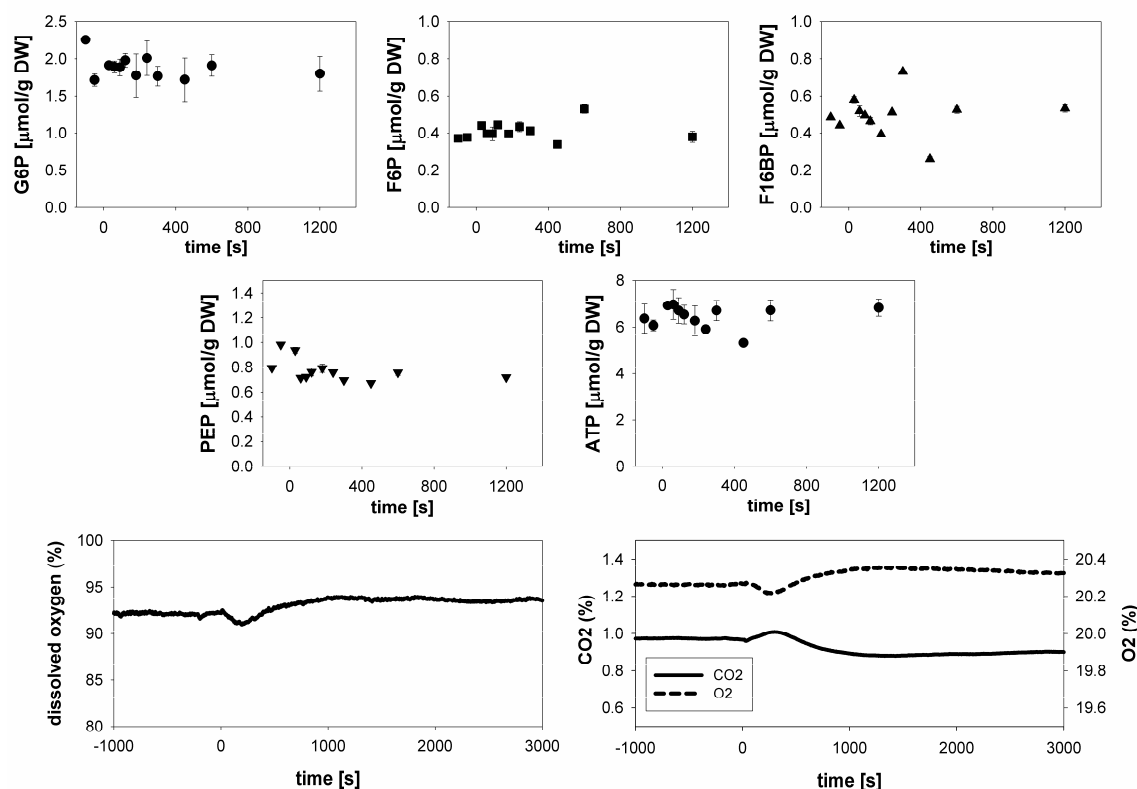 G6P [µmol/g DW]
2.5
2.0
1.5
1.0
0.5
0.0
0 400 800 1200
time [s]
F6P [µmol/g DW]
1.0
0.8
0.6
0.4
0.2
0.0
0 400 800 1200
time [s]
F16BP [µmol/g DW]
1.0
0.8
0.6
0.4
0.2
0.0
0 400 800 1200
time [s]
PEP [µmol/g DW]
1.4
1.2
1.0
0.8
0.6
0.4
0.2
0.0
0 400 800 1200
time [s]
ATP [µmol/g DW]
8
6
4
2
0
0 400 800 1200
time [s]
dissolved oxygen (%)
100
95
90
85
80
-1000 0 1000 2000 3000
time [s]
CO2 (%)
1.4
1.2
1.0
0.8
0.6
CO2
O2
20.4
20.2
20.0
19.8
19.6
O2 (%)
-1000 0 1000 2000 3000
time [s]